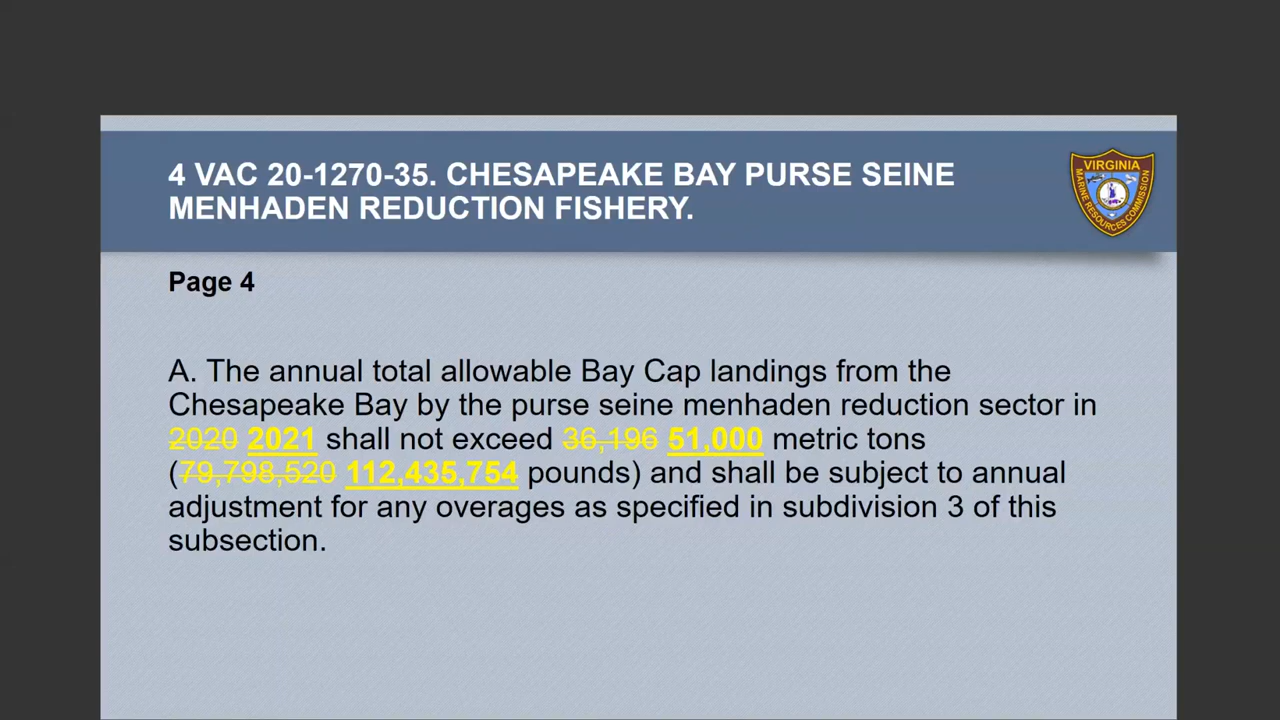 4 VAC 20-1270-35. CHESAPEAKE BAY PURSE SEINE
MENHADEN REDUCTION FISHERY.
VIRGINIA
MARINE RESOURCES COMMISSION
Page 4
A. The annual total allowable Bay Cap landings from the
Chesapeake Bay by the purse seine menhaden reduction sector in
2020 2021 shall not exceed 36,196 51,000 metric tons
(79,798,520 112,435,754 pounds) and shall be subject to annual
adjustment for any overages as specified in subdivision 3 of this
subsection.